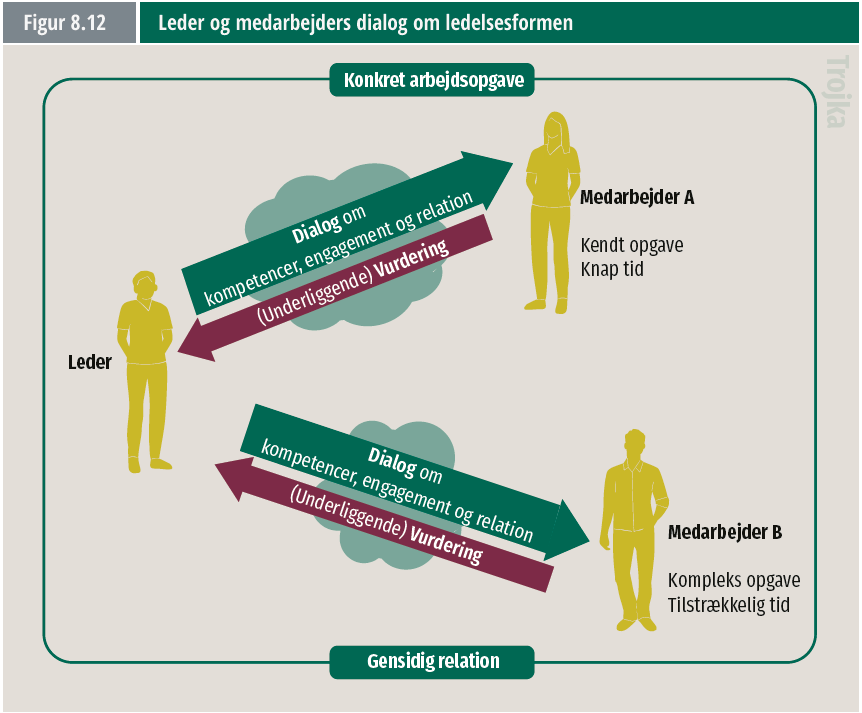 Figur 8.12
Leder og medarbejders dialog om ledelsesformen
Trojka
Konkret arbejdsopgave
Dialog om
kompetencer, engagement og relation
(Underliggende) Vurdering
Medarbejder A
Kendt opgave
Knap tid
Leder
Dialog om
kompetencer, engagement og relation
(Underliggende) Vurdering
Medarbejder B
Kompleks opgave
Tilstrækkelig tid
Gensidig relation